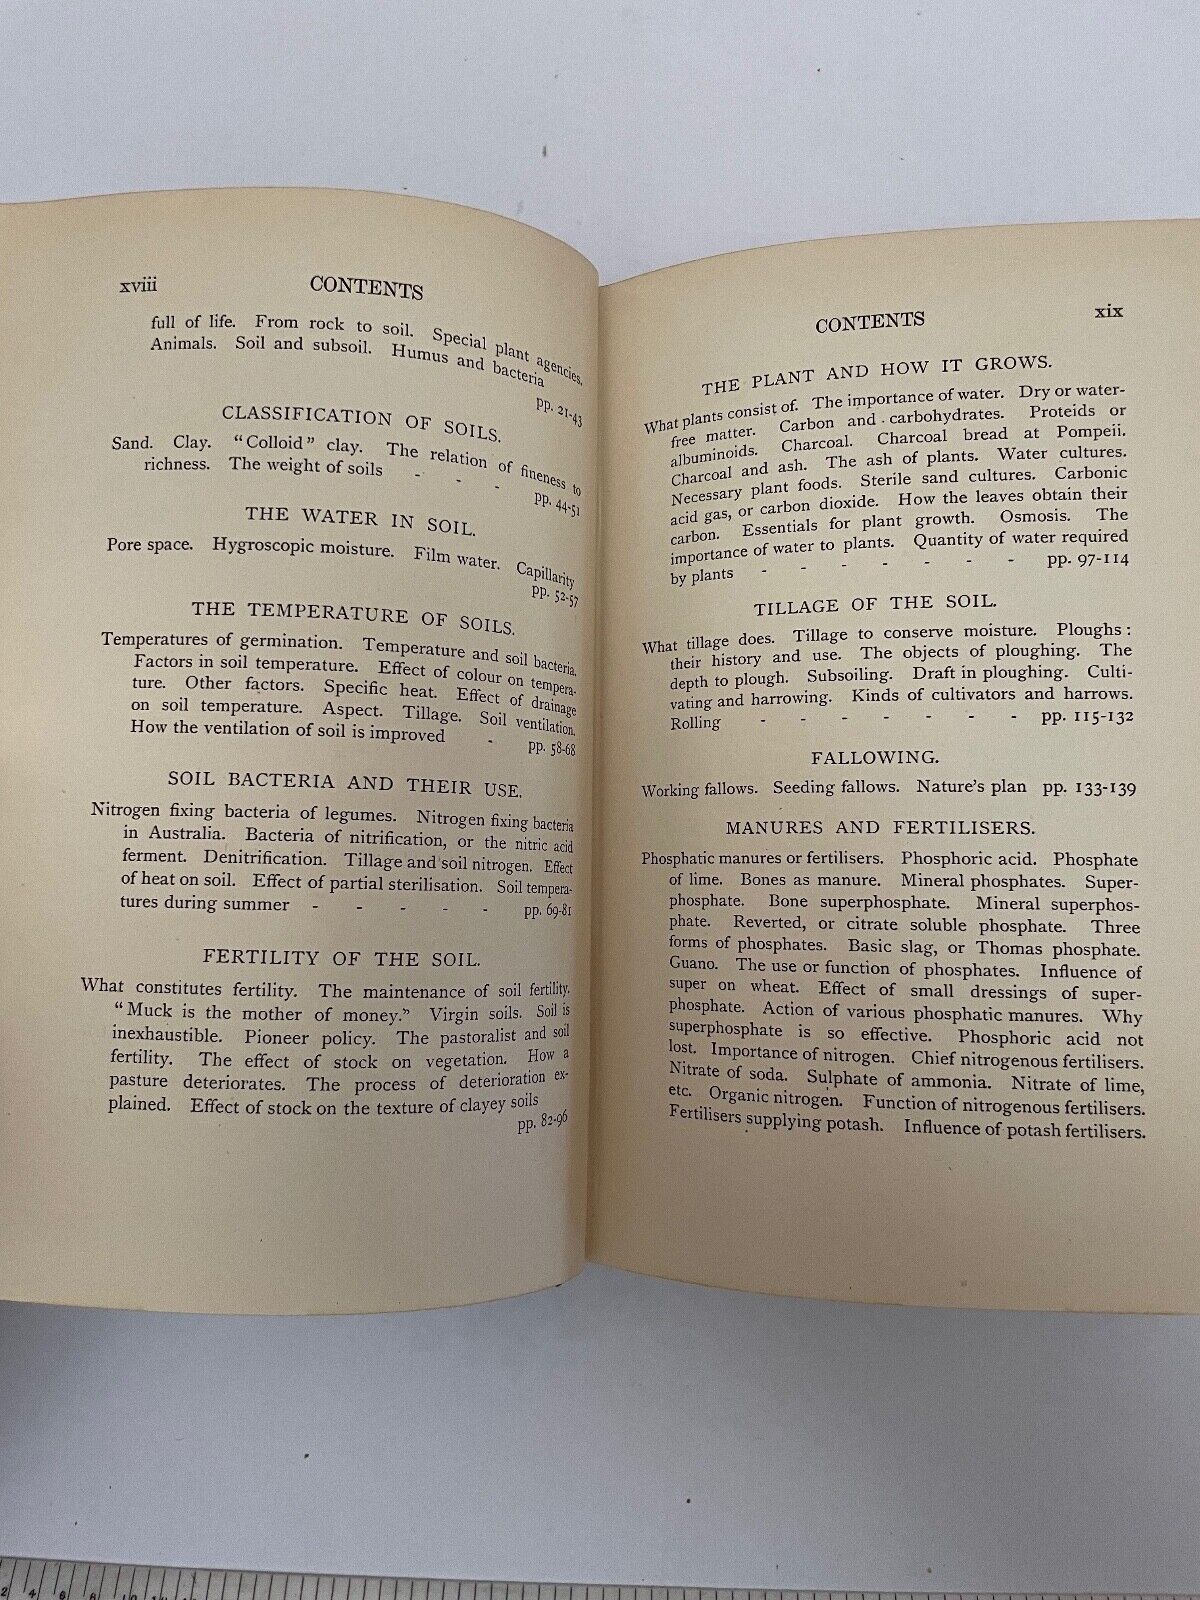 xviii CONTENTS
full of life. From rock to soil. Special plant agencies.
Animals. Soil and subsoil. Humus and bacteria
pp. 21-43
CLASSIFICATION OF SOILS.
Sand. Clay. "Colloid" clay. The relation of fineness to
richness. The weight of soils - - -
pp. 44-51
THE WATER IN SOIL.
Pore space. Hygroscopic moisture. Film water. Capillarity
pp. 52-57
THE TEMPERATURE OF SOILS.
Temperatures of germination. Temperature and soil bacteria.
Factors in soil temperature. Effect of colour on tempera-
ture. Other factors. Specific heat. Effect of drainage
on soil temperature. Aspect. Tillage. Soil ventilation.
How the ventilation of soil is improved - pp. 58-68
SOIL BACTERIA AND THEIR USE.
Nitrogen fixing bacteria of legumes. Nitrogen fixing bacteria
in Australia. Bacteria of nitrification, or the nitric acid
ferment. Denitrification. Tillage and soil nitrogen. Effect
of heat on soil. Effect of partial sterilisation. Soil tempera-
tures during summer - - - - - pp. 69-81
FERTILITY OF THE SOIL.
What constitutes fertility. The maintenance of soil fertility.
"Muck is the mother of money." Virgin soils. Soil is
inexhaustible. Pioneer policy. The pastoralist and soil
fertility. The effect of stock on vegetation. How a
pasture deteriorates. The process of deterioration ex-
plained. Effect of stock on the texture of clayey soils
pp. 82-96
CONTENTS xix
THE PLANT AND HOW IT GROWS.
What plants consist of. The importance of water. Dry or water-
free matter. Carbon and carbohydrates. Proteids or
albuminoids. Charcoal. Charcoal bread at Pompeii.
Charcoal and ash. The ash of plants. Water cultures.
Necessary plant foods. Sterile sand cultures. Carbonic
acid gas, or carbon dioxide. How the leaves obtain their
carbon. Essentials for plant growth. Osmosis. The
importance of water to plants. Quantity of water required
by plants - - - - - - - pp. 97-114
TILLAGE OF THE SOIL.
What tillage does. Tillage to conserve moisture. Ploughs:
their history and use. The objects of ploughing. The
depth to plough. Subsoiling. Draft in ploughing. Culti-
vating and harrowing. Kinds of cultivators and harrows.
Rolling - - - - - - - pp. 115-132
FALLOWING.
Working fallows. Seeding fallows. Nature's plan pp. 133-139
MANURES AND FERTILISERS.
Phosphatic manures or fertilisers. Phosphoric acid. Phosphate
of lime. Bones as manure. Mineral phosphates. Super-
phosphate. Bone superphosphate. Mineral superphos-
phate. Reverted, or citrate soluble phosphate. Three
forms of phosphates. Basic slag, or Thomas phosphate.
Guano. The use or function of phosphates. Influence of
super on wheat. Effect of small dressings of super-
phosphate. Action of various phosphatic manures. Why
superphosphate is so effective. Phosphoric acid not
lost. Importance of nitrogen. Chief nitrogenous fertilisers.
Nitrate of soda. Sulphate of ammonia. Nitrate of lime,
etc. Organic nitrogen. Function of nitrogenous fertilisers.
Fertilisers supplying potash. Influence of potash fertilisers.
2 4 6 8 10